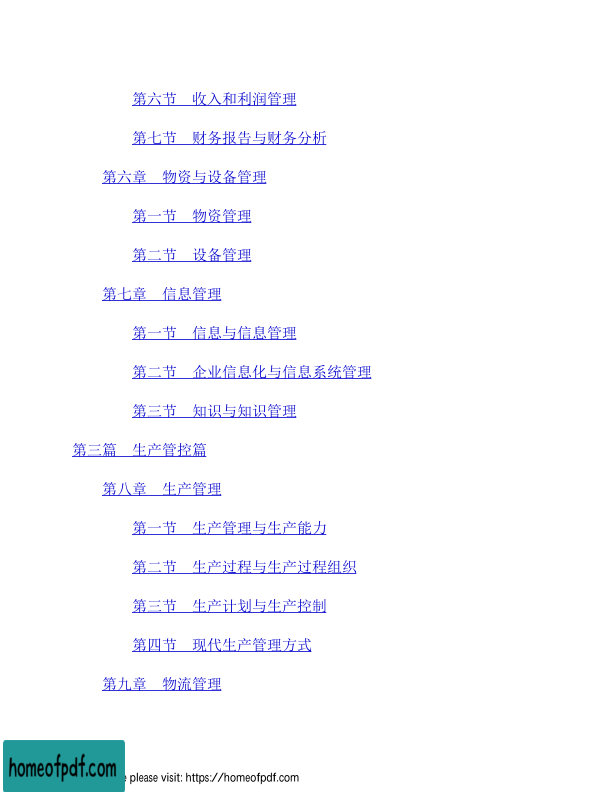 第六节　收入和利润管理
第七节　财务报告与财务分析
第六章　物资与设备管理
第一节　物资管理
第二节　设备管理
第七章　信息管理
第一节　信息与信息管理
第二节　企业信息化与信息系统管理
第三节　知识与知识管理
第三篇　生产管控篇
第八章　生产管理
第一节　生产管理与生产能力
第二节　生产过程与生产过程组织
第三节　生产计划与生产控制
第四节　现代生产管理方式
第九章　物流管理
homeofpdf.com
please visit: https://homeofpdf.com